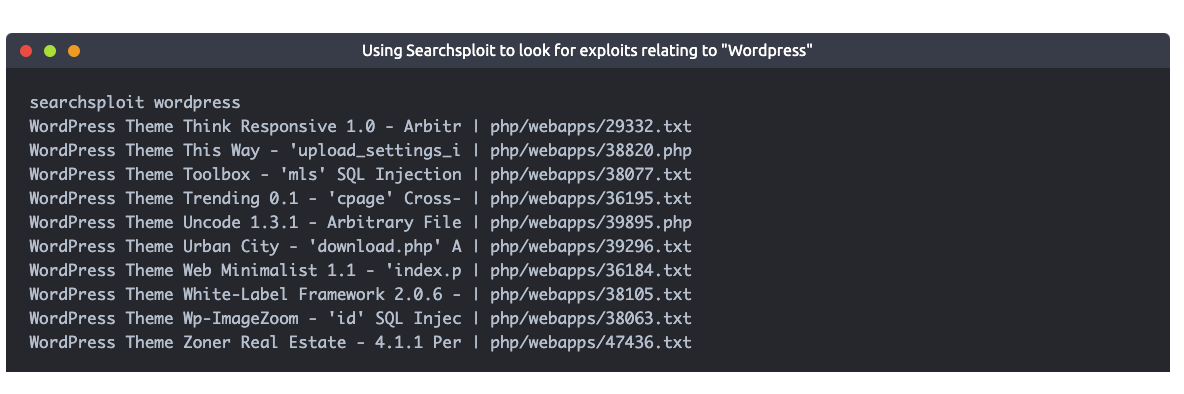 Using Searchsploit to look for exploits relating to "Wordpress"
searchsploit wordpress
WordPress Theme Think Responsive 1.0 - Arbitr | php/webapps/29332.txt
WordPress Theme This Way - 'upload_settings_i | php/webapps/38820.php
WordPress Theme Toolbox - 'mls' SQL Injection | php/webapps/38077.txt
WordPress Theme Trending 0.1 - 'cpage' Cross- | php/webapps/36195.txt
WordPress Theme Uncode 1.3.1 - Arbitrary File | php/webapps/39895.php
WordPress Theme Urban City - 'download.php' A | php/webapps/39296.txt
WordPress Theme Web Minimalist 1.1 - 'index.p | php/webapps/36184.txt
WordPress Theme White-Label Framework 2.0.6 - | php/webapps/38105.txt
WordPress Theme Wp-ImageZoom - 'id' SQL Injec | php/webapps/38063.txt
WordPress Theme Zoner Real Estate - 4.1.1 Per | php/webapps/47436.txt